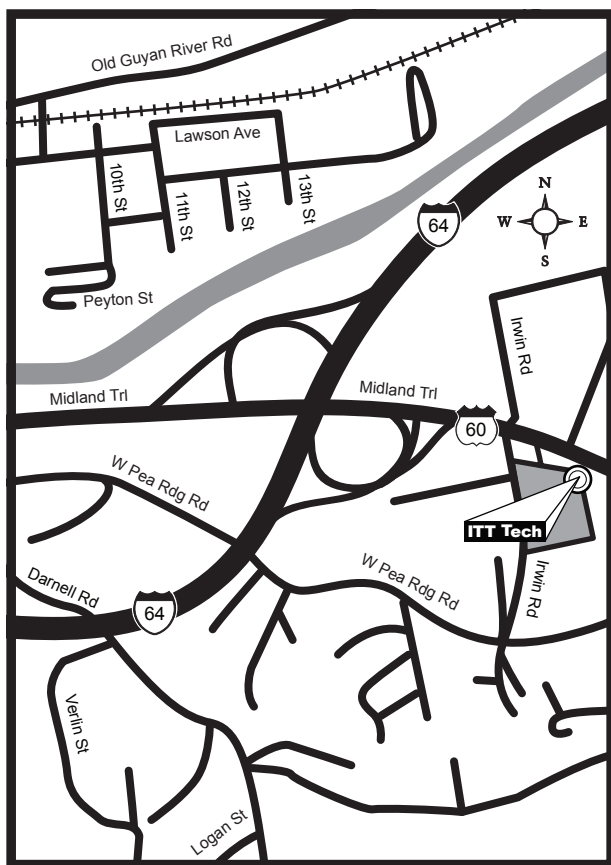 Old Guyan River Rd
Lawson Ave
10th St
11th St
12th St
13th St
64
N
W E
S
Peyton St
Irwin Rd
Midland Trl
Midland Trl
60
W Pea Rdg Rd
ITT Tech
Darnell Rd
64
W Pea Rdg Rd
Irwin Rd
Verlin St
Logan St